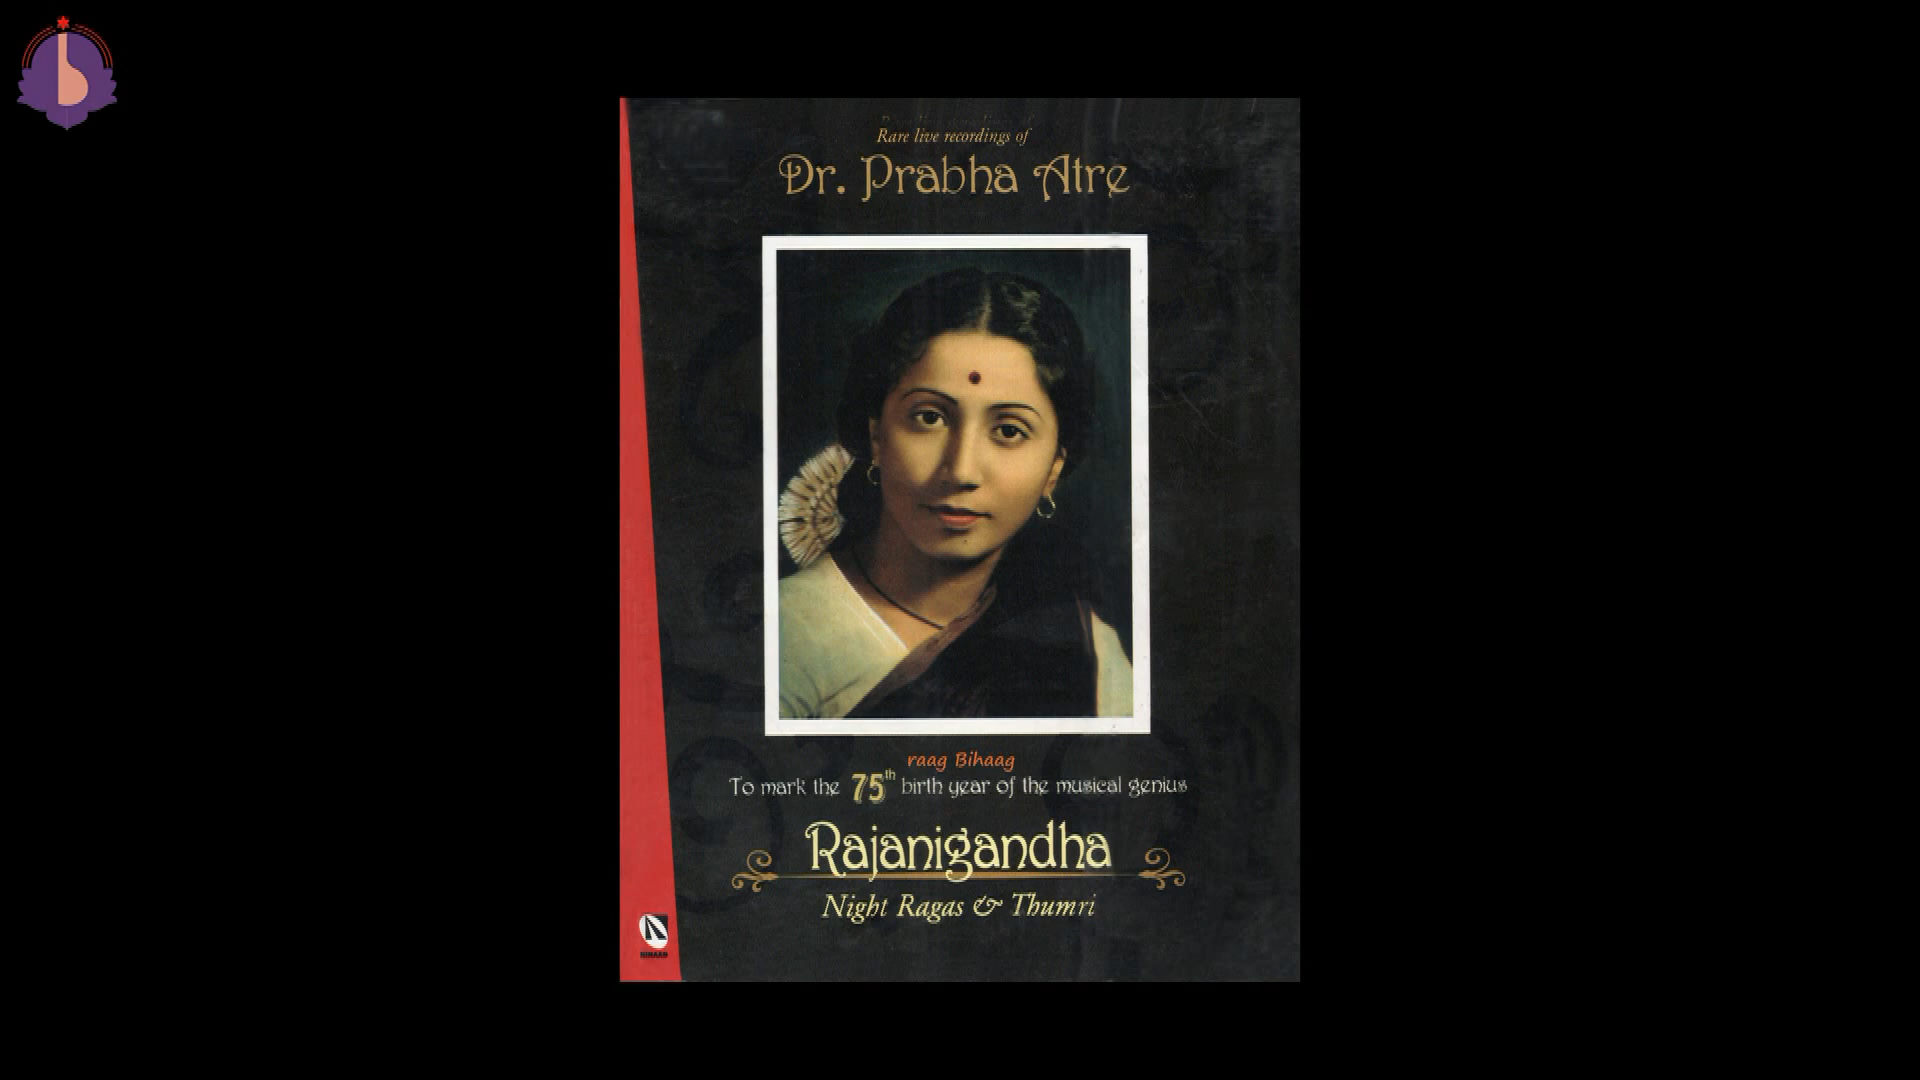 Rare live recordings of
Dr. Prabha Atre
raag Bihaag
To mark the 75th birth year of the musical genius
Rajanigandha
Night Ragas & Thumri
NINAAD